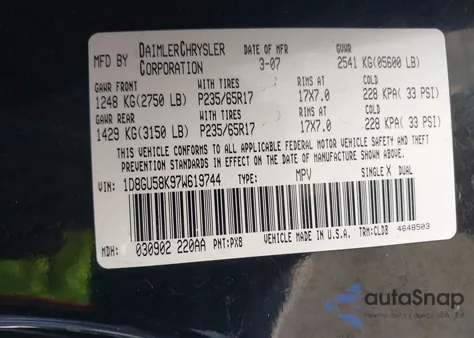 MFD BY DAIMLERCHRYSLER CORPORATION DATE OF MFR 3-07 GVWR 2541 KG(05600 LB)
GAWR FRONT WITH TIRES RIMS AT COLD
1248 KG(2750 LB) P235/65R17 17X7.0 228 KPA( 33 PSI)
GAWR REAR WITH TIRES RIMS AT COLD
1429 KG(3150 LB) P235/65R17 17X7.0 228 KPA( 33 PSI)
THIS VEHICLE CONFORMS TO ALL APPLICABLE FEDERAL MOTOR VEHICLE SAFETY AND THEFT
PREVENTION STANDARDS IN EFFECT ON THE DATE OF MANUFACTURE SHOWN ABOVE.
VIN: 1D8GU58K97W619744 TYPE: MPV SINGLE X DUAL
MDH: 030902 220AA PNT:PX8 VEHICLE MADE IN U.S.A. TRM:CLDB 4648503
autoSnap